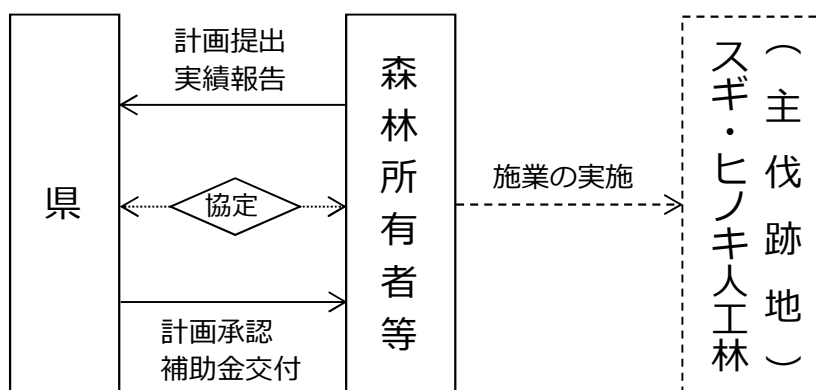 計画提出
実績報告
県
協定
計画承認
補助金交付
森林所有者等
施業の実施
スギ・ヒノキ人工林
（主伐跡地）